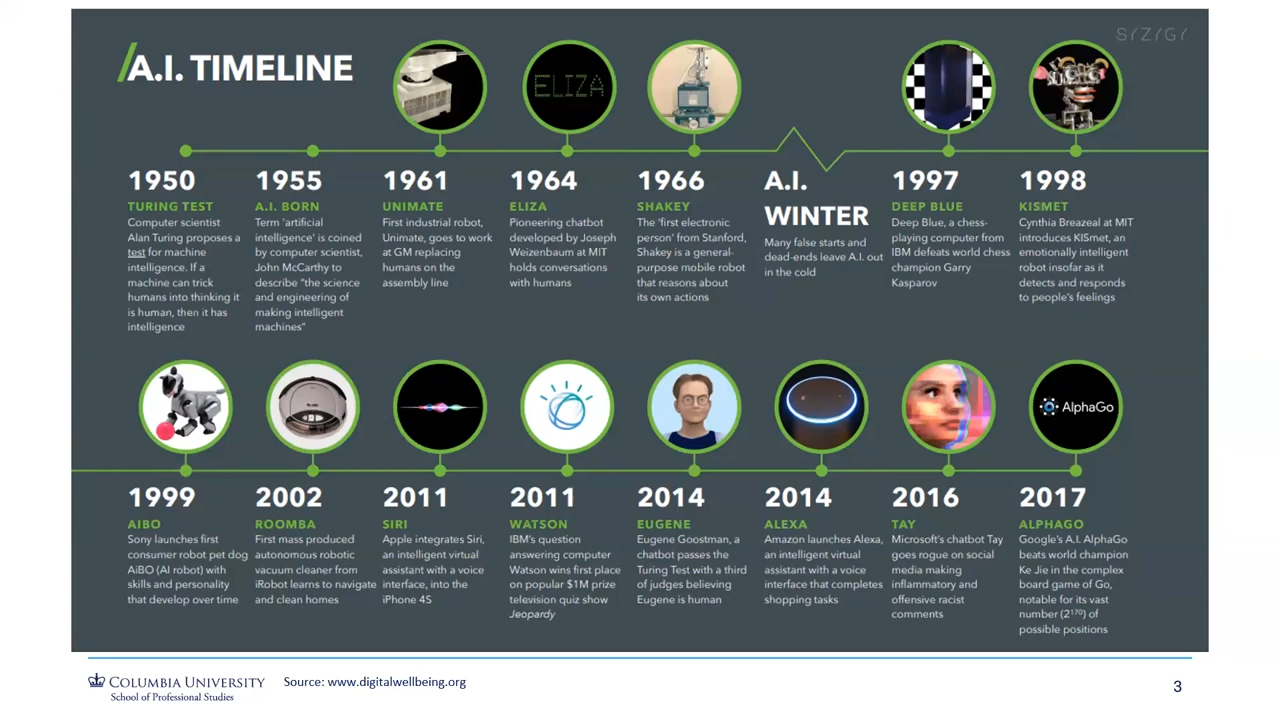 SYZYGY
/A.I. TIMELINE
ELIZA
1950
TURING TEST
Computer scientist
Alan Turing proposes a
test for machine
intelligence. If a
machine can trick
humans into thinking it
is human, then it has
intelligence
1955
A.I. BORN
Term 'artificial
intelligence' is coined
by computer scientist,
John McCarthy to
describe "the science
and engineering of
making intelligent
machines"
1961
UNIMATE
First industrial robot,
Unimate, goes to work
at GM replacing
humans on the
assembly line
1964
ELIZA
Pioneering chatbot
developed by Joseph
Weizenbaum at MIT
holds conversations
with humans
1966
SHAKEY
The 'first electronic
person' from Stanford,
Shakey is a general-
purpose mobile robot
that reasons about
its own actions
A.I.
WINTER
Many false starts and
dead-ends leave A.I. out
in the cold
1997
DEEP BLUE
Deep Blue, a chess-
playing computer from
IBM defeats world chess
champion Garry
Kasparov
1998
KISMET
Cynthia Breazeal at MIT
introduces KISmet, an
emotionally intelligent
robot insofar as it
detects and responds
to people's feelings
AlphaGo
1999
AIBO
Sony launches first
consumer robot pet dog
AiBO (AI robot) with
skills and personality
that develop over time
2002
ROOMBA
First mass produced
autonomous robotic
vacuum cleaner from
iRobot learns to navigate
and clean homes
2011
SIRI
Apple integrates Siri,
an intelligent virtual
assistant with a voice
interface, into the
iPhone 4S
2011
WATSON
IBM's question
answering computer
Watson wins first place
on popular $1M prize
television quiz show
Jeopardy
2014
EUGENE
Eugene Goostman, a
chatbot passes the
Turing Test with a third
of judges believing
Eugene is human
2014
ALEXA
Amazon launches Alexa,
an intelligent virtual
assistant with a voice
interface that completes
shopping tasks
2016
TAY
Microsoft's chatbot Tay
goes rogue on social
media making
inflammatory and
offensive racist
comments
2017
ALPHAGO
Google's A.I. AlphaGo
beats world champion
Ke Jie in the complex
board game of Go,
notable for its vast
number (2¹⁷⁰) of
possible positions
COLUMBIA UNIVERSITY
School of Professional Studies
Source: www.digitalwellbeing.org
3